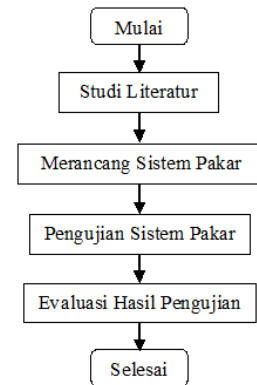 Mulai
Studi Literatur
Merancang Sistem Pakar
Pengujian Sistem Pakar
Evaluasi Hasil Pengujian
Selesai